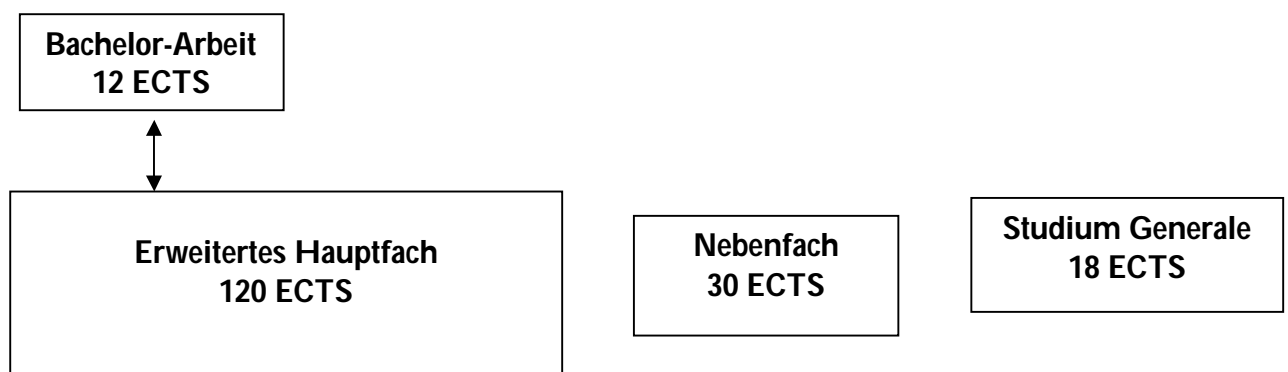 Bachelor-Arbeit
12 ECTS
Erweitertes Hauptfach
120 ECTS
Nebenfach
30 ECTS
Studium Generale
18 ECTS